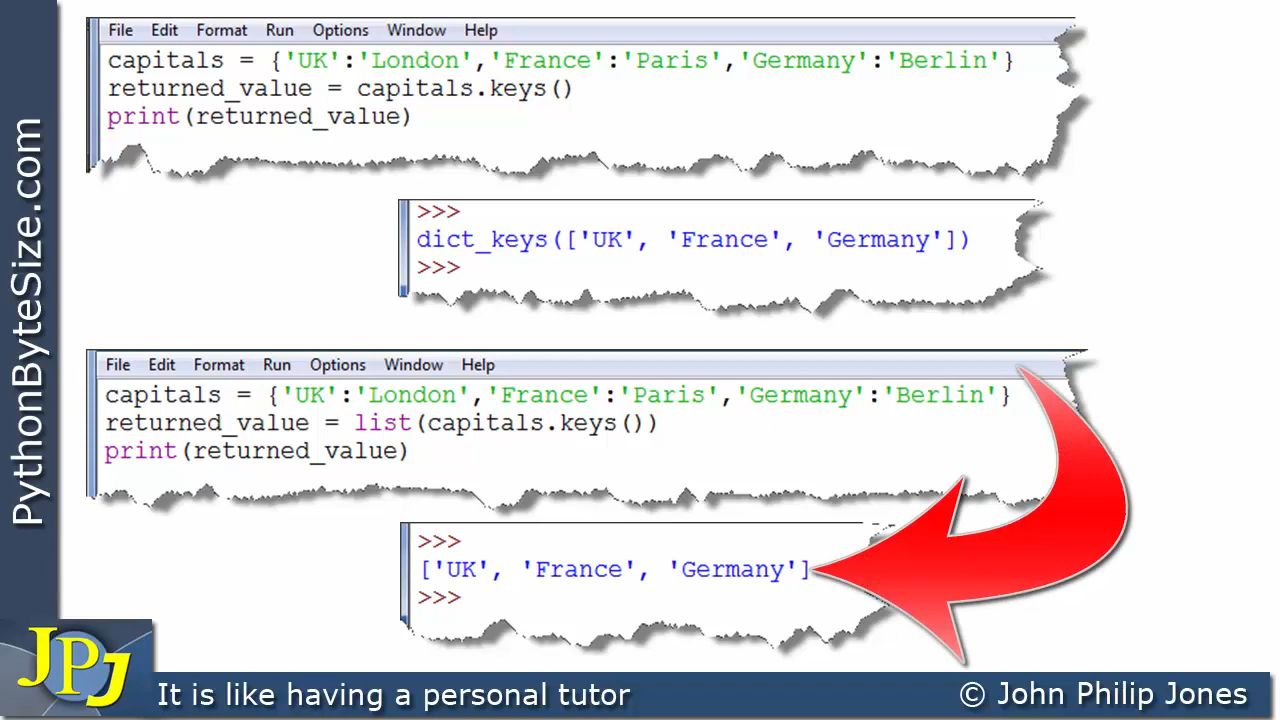 File Edit Format Run Options Window Help
capitals = {'UK':'London','France':'Paris','Germany':'Berlin'}
returned_value = capitals.keys()
print(returned_value)
>>>
dict_keys(['UK', 'France', 'Germany'])
>>>
File Edit Format Run Options Window Help
capitals = {'UK':'London','France':'Paris','Germany':'Berlin'}
returned_value = list(capitals.keys())
print(returned_value)
>>>
['UK', 'France', 'Germany']
>>>
PythonByteSize.com
JPJ
It is like having a personal tutor
© John Philip Jones